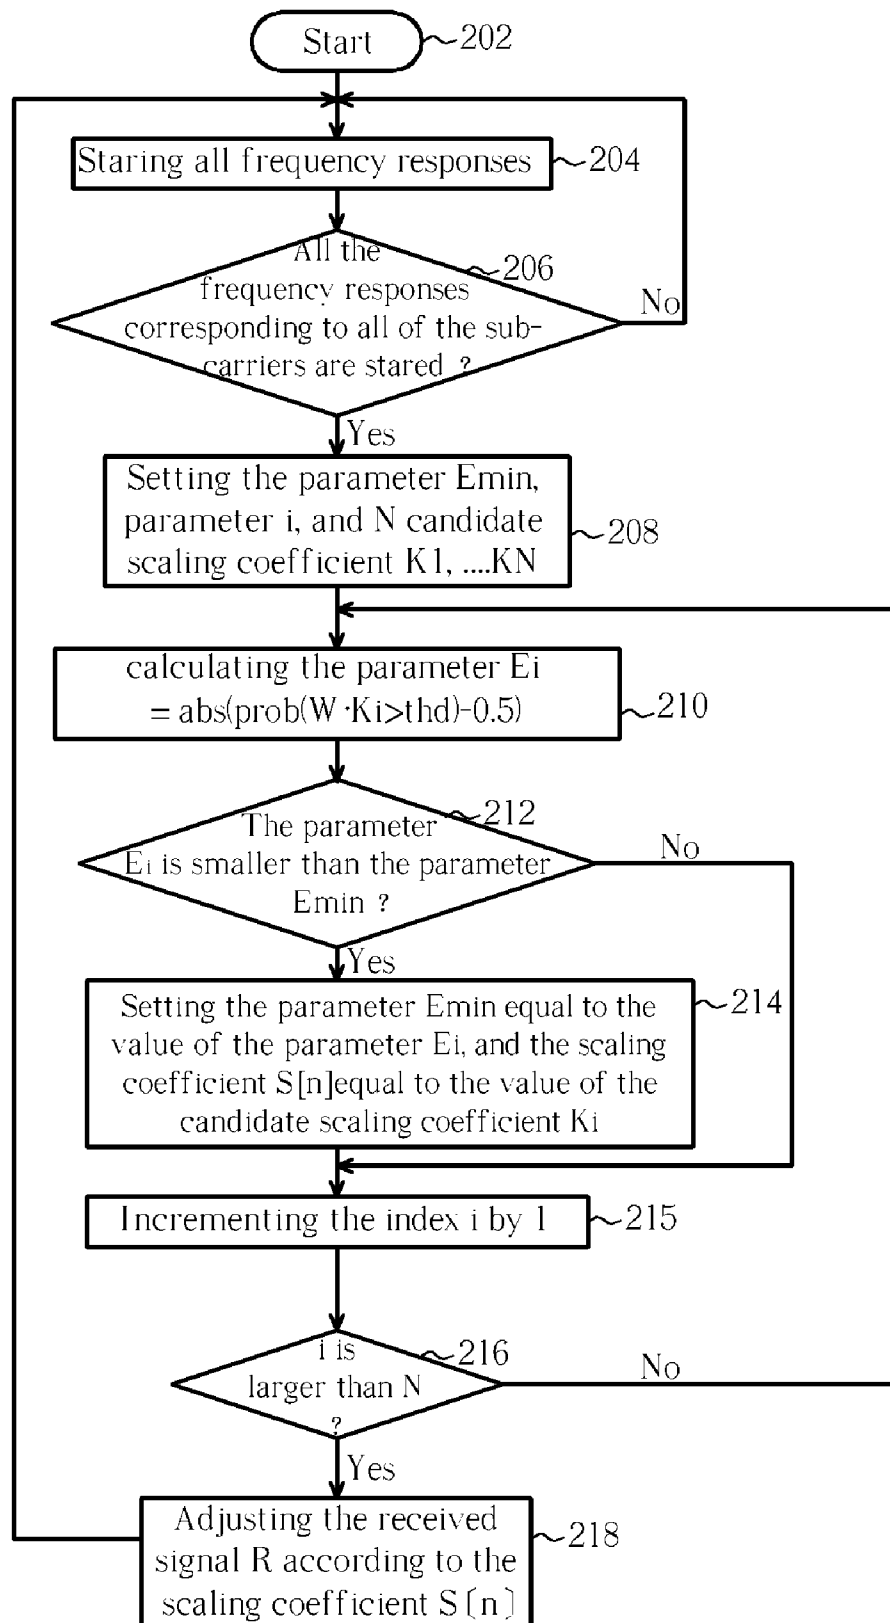 Start
202
Staring all frequency responses
204
All the
frequency responses
corresponding to all of the sub-
carriers are stared ?
206
No
Yes
Setting the parameter Emin,
parameter i, and N candidate
scaling coefficient K1, ....KN
208
calculating the parameter Ei
= abs(prob(W·Ki>thd)-0.5)
210
The parameter
Ei is smaller than the parameter
Emin ?
212
No
Yes
Setting the parameter Emin equal to the
value of the parameter Ei, and the scaling
coefficient S[n]equal to the value of the
candidate scaling coefficient Ki
214
Incrementing the index i by 1
215
i is
larger than N
?
216
No
Yes
Adjusting the received
signal R according to the
scaling coefficient S[n]
218